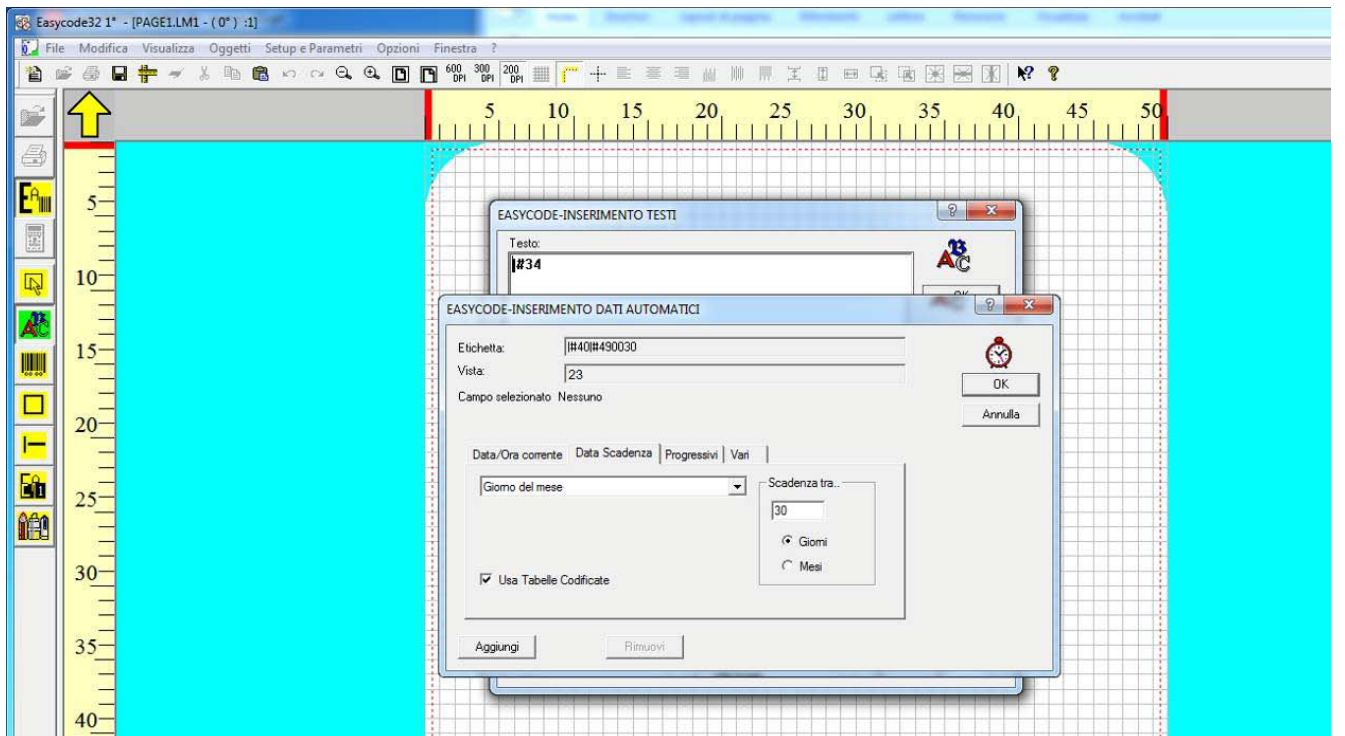 Easycode32 1° - [PAGE1.LM1 - ( 0° ) :1]
File Modifica Visualizza Oggetti Setup e Parametri Opzioni Finestra ?
600 DPI 300 DPI 200 DPI
5 10 15 20 25 30 35 40 45 50
5
10
15
20
25
30
35
40
EASYCODE-INSERIMENTO TESTI
Testo:
|#34
EASYCODE-INSERIMENTO DATI AUTOMATICI
Etichetta: |#40|#490030
Vista: 23
OK
Campo selezionato Nessuno
Annulla
Data/Ora corrente Data Scadenza Progressivi Vari
Giorno del mese
Scadenza tra..
30
Giorni
Mesi
Usa Tabelle Codificate
Aggiungi Rimuovi